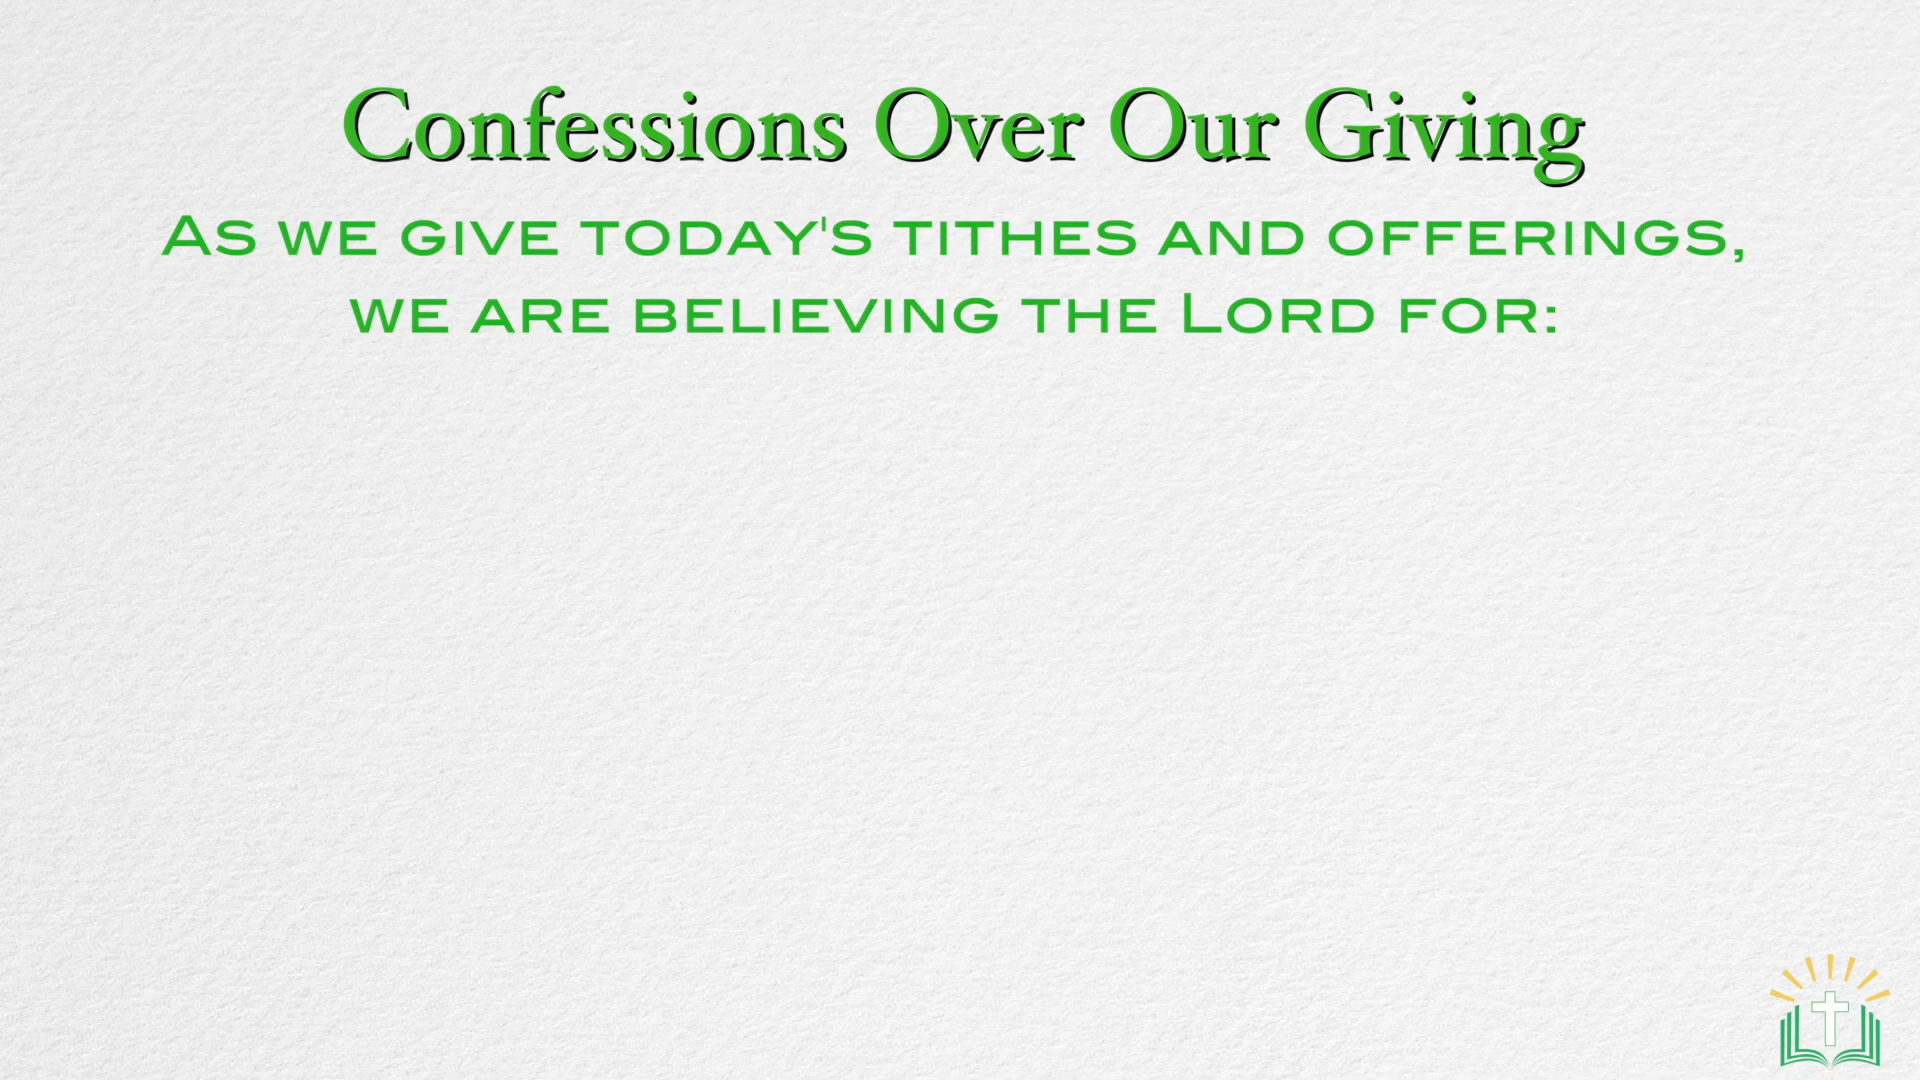 Confessions Over Our Giving
As we give today's tithes and offerings,
we are believing the Lord for: